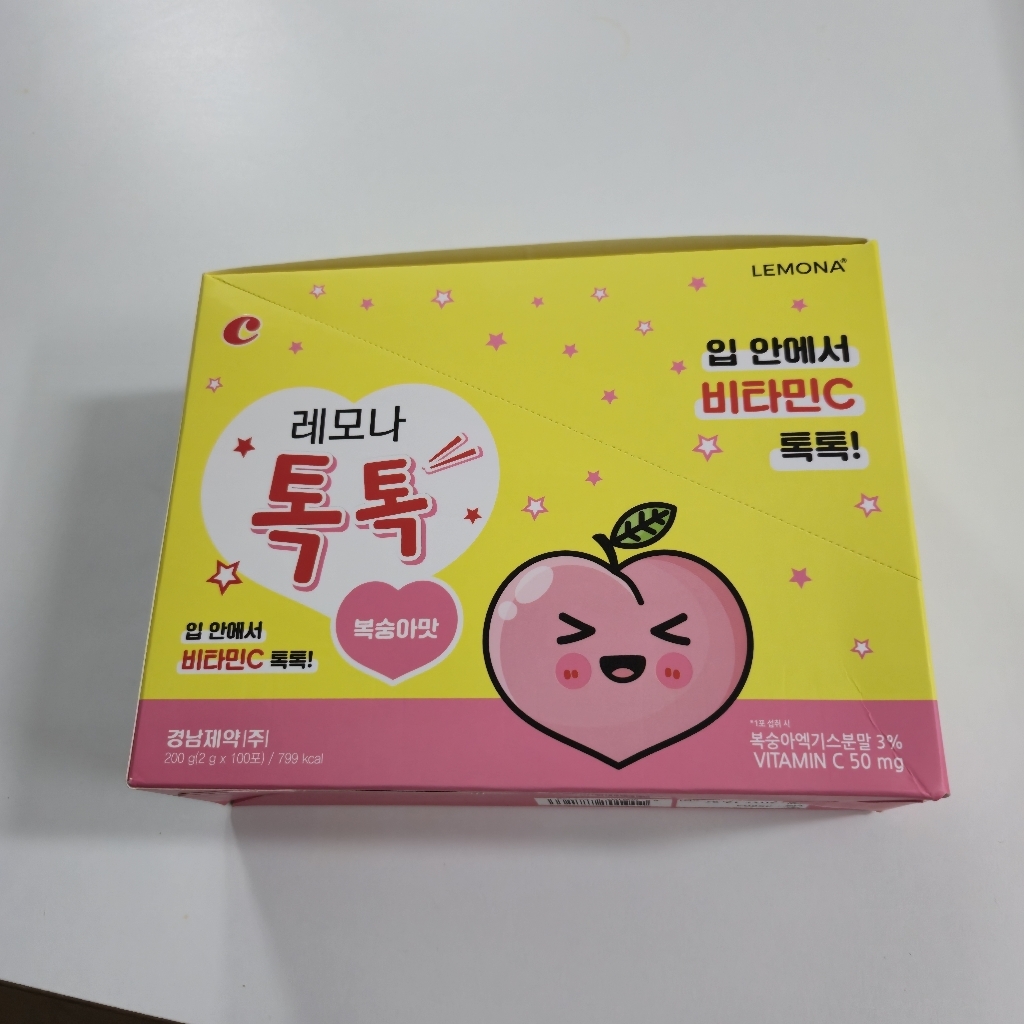 LEMONA®
C
입 안에서
비타민C
톡톡!
레모나
톡톡
복숭아맛
입 안에서
비타민C 톡톡!
경남제약(주)
200 g(2 g x 100포) / 799 kcal
*1포 섭취 시
복숭아엑기스분말 3%
VITAMIN C 50 mg